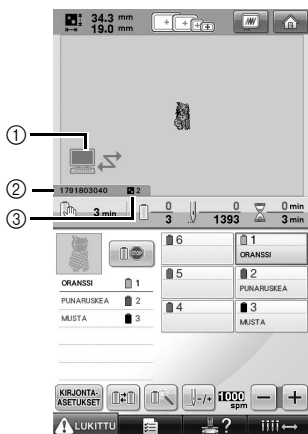 34.3 mm
19.0 mm
1
2
3
1791803040 2
3 min
0
3
0
1393
0 min
3 min
STOP
ORANSSI 1
PUNARUSKEA 2
MUSTA 3
6
5
4
1
ORANSSI
2
PUNARUSKEA
3
MUSTA
KIRJONTA-
ASETUKSET
-/+
1000
spm
- +
LUKITTU
?